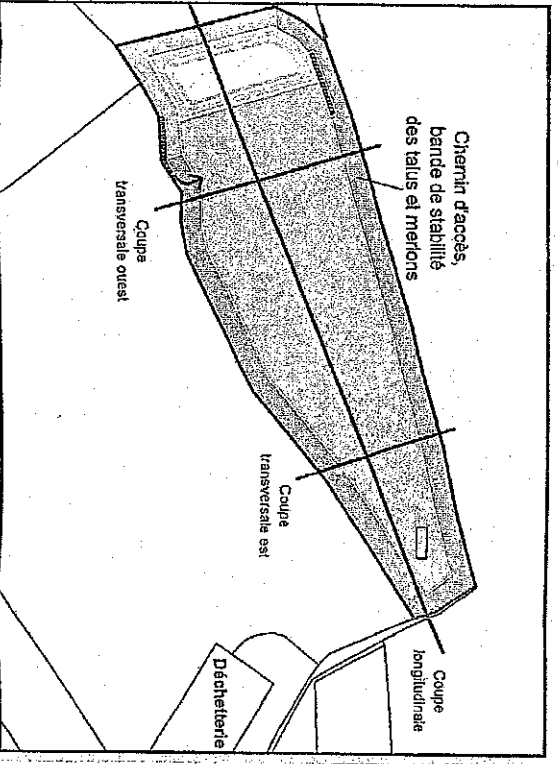 Chemin d'accès,
bande de stabilité
des talus et merlons
Coupe
transversale ouest
Coupe
transversale est
Coupe
longitudinale
Déchetterie